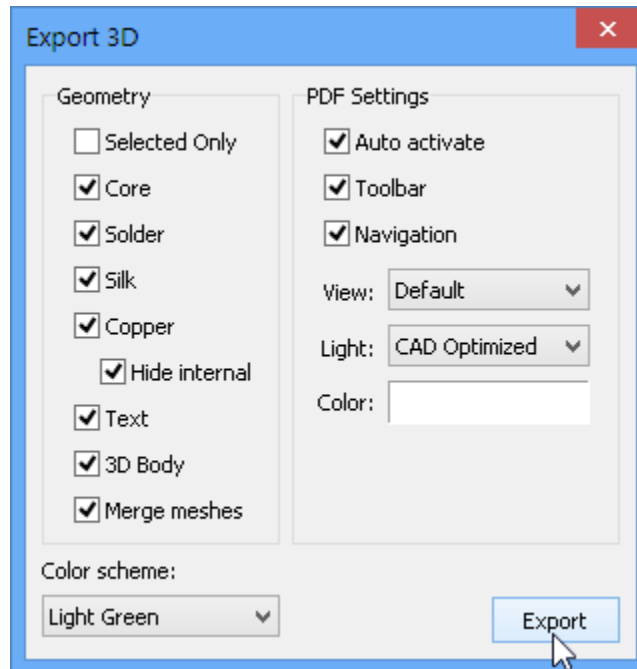 Export 3D
Geometry
Selected Only
Core
Solder
Silk
Copper
Hide internal
Text
3D Body
Merge meshes
PDF Settings
Auto activate
Toolbar
Navigation
View: Default
Light: CAD Optimized
Color:
Color scheme:
Light Green
Export